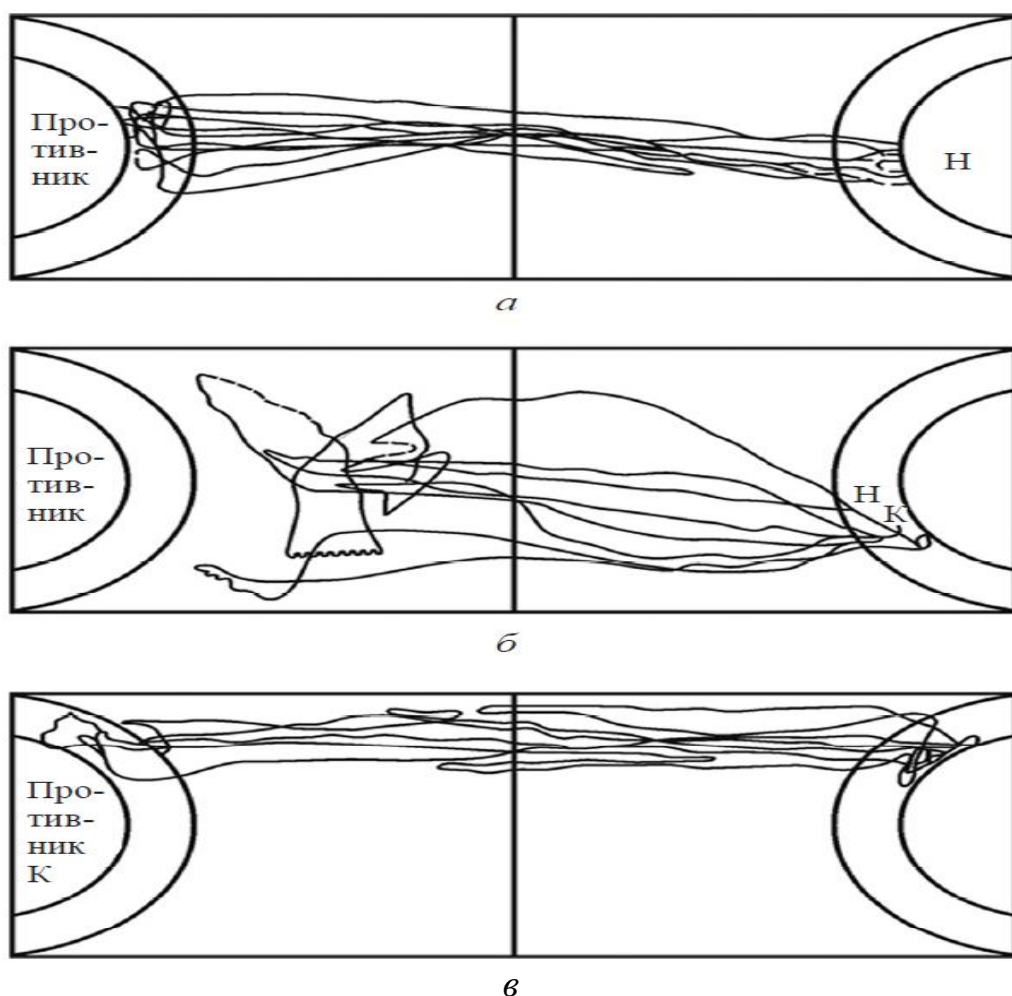 Про-
тив-
ник
Н
а
Про-
тив-
ник
Н
К
б
Про-
тив-
ник
К
в